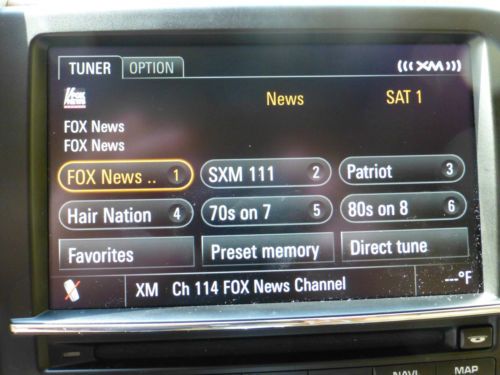 TUNER OPTION (((XM)))
FOX NEWS News SAT 1
FOX News
FOX News
FOX News .. 1 SXM 111 2 Patriot 3
Hair Nation 4 70s on 7 5 80s on 8 6
Favorites Preset memory Direct tune
XM Ch 114 FOX News Channel ---°F
NAVI MAP